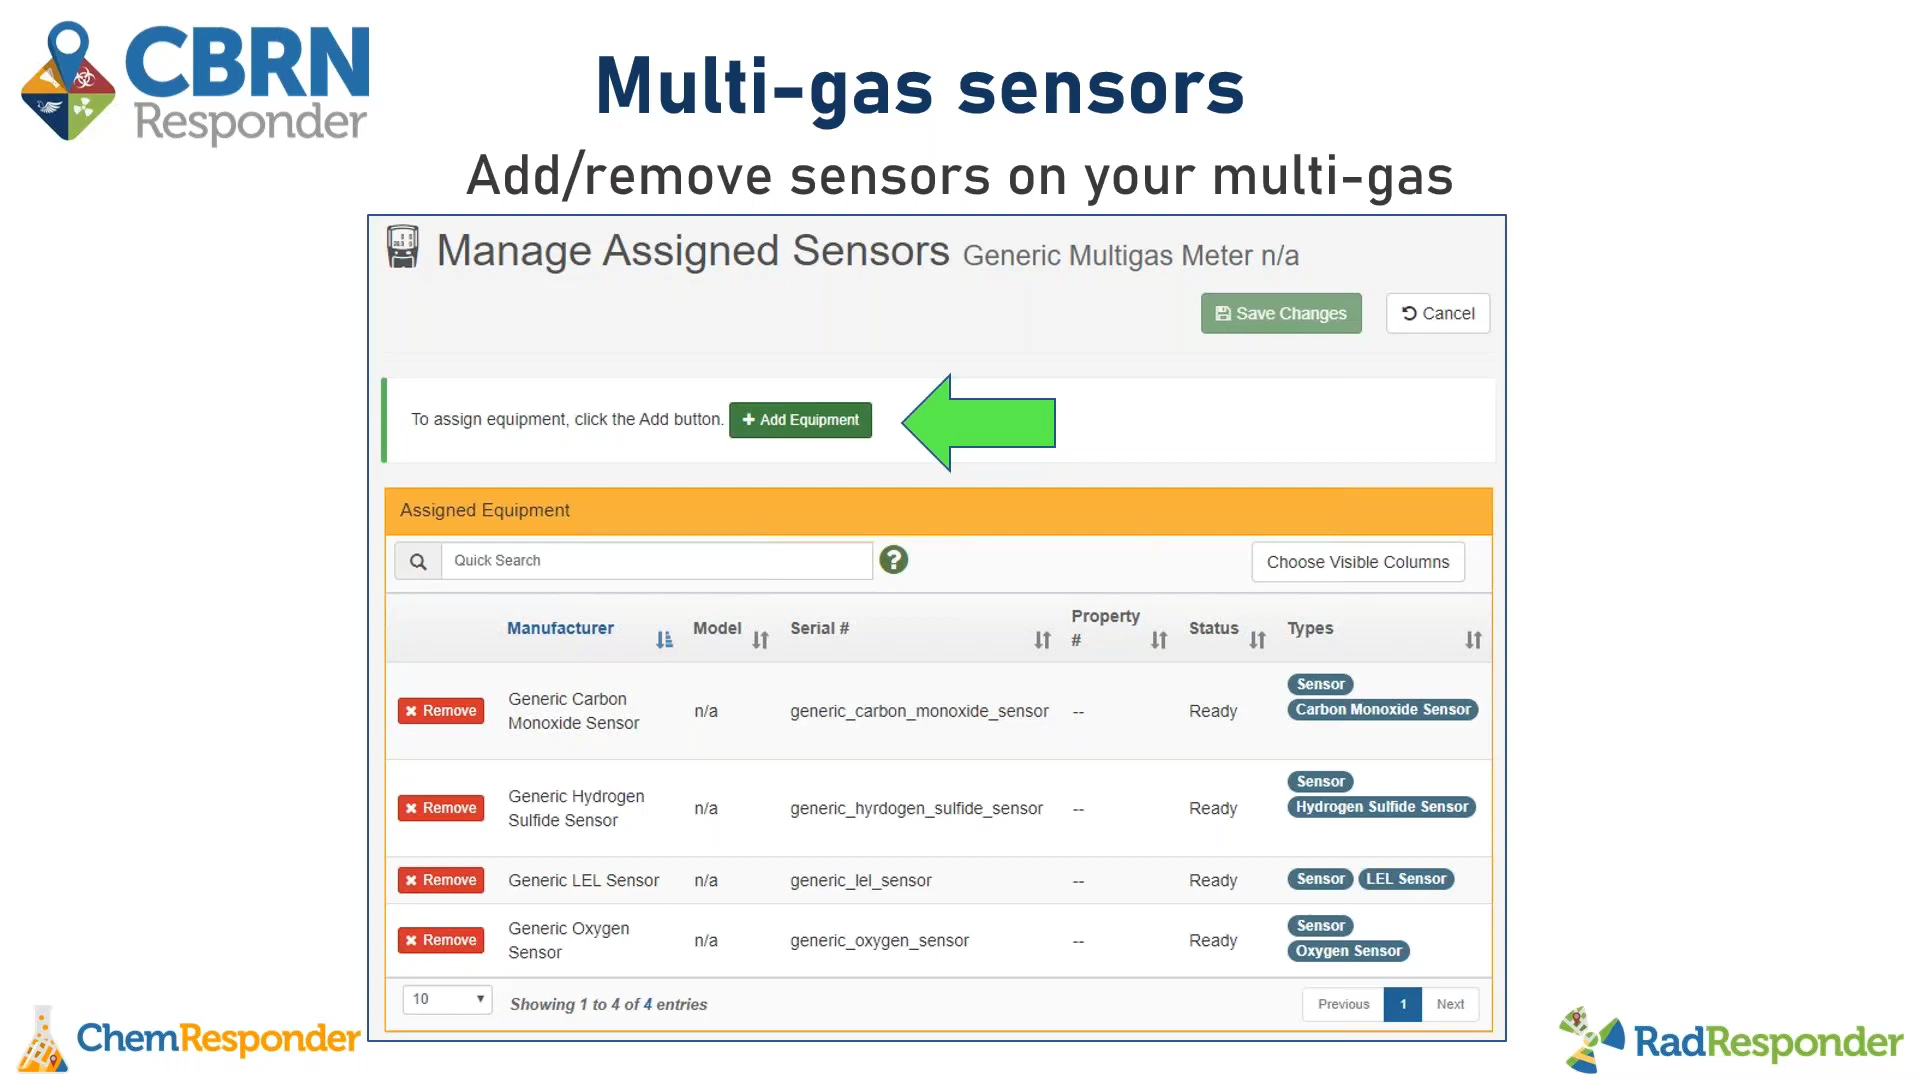 CBRN
Responder
Multi-gas sensors
Add/remove sensors on your multi-gas
Manage Assigned Sensors Generic Multigas Meter n/a
Save Changes
Cancel
To assign equipment, click the Add button. Add Equipment
Assigned Equipment
Quick Search
?
Choose Visible Columns
Manufacturer Model Serial # Property # Status Types
Remove Generic Carbon Monoxide Sensor n/a generic_carbon_monoxide_sensor -- Ready Sensor Carbon Monoxide Sensor
Remove Generic Hydrogen Sulfide Sensor n/a generic_hyrdogen_sulfide_sensor -- Ready Sensor Hydrogen Sulfide Sensor
Remove Generic LEL Sensor n/a generic_lel_sensor -- Ready Sensor LEL Sensor
Remove Generic Oxygen Sensor n/a generic_oxygen_sensor -- Ready Sensor Oxygen Sensor
10 Showing 1 to 4 of 4 entries Previous 1 Next
ChemResponder
RadResponder